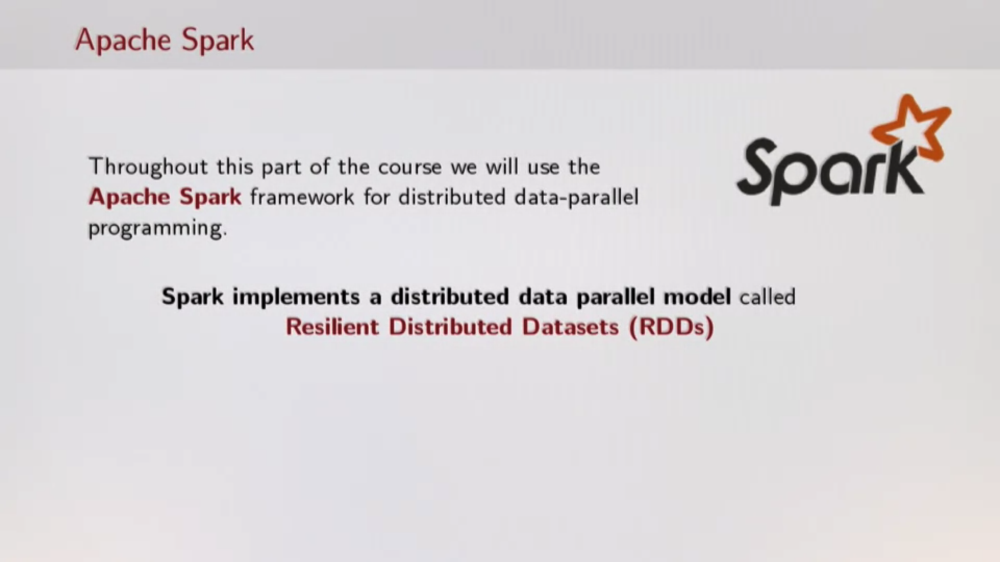 Apache Spark
Spark
Throughout this part of the course we will use the
Apache Spark framework for distributed data-parallel
programming.
Spark implements a distributed data parallel model called
Resilient Distributed Datasets (RDDs)